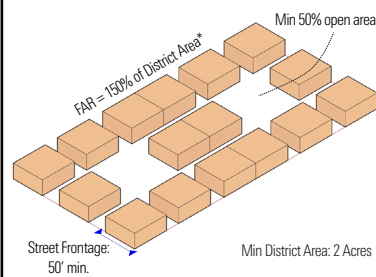 Min 50% open area
FAR = 150% of District Area*
Street Frontage:
50' min.
Min District Area: 2 Acres